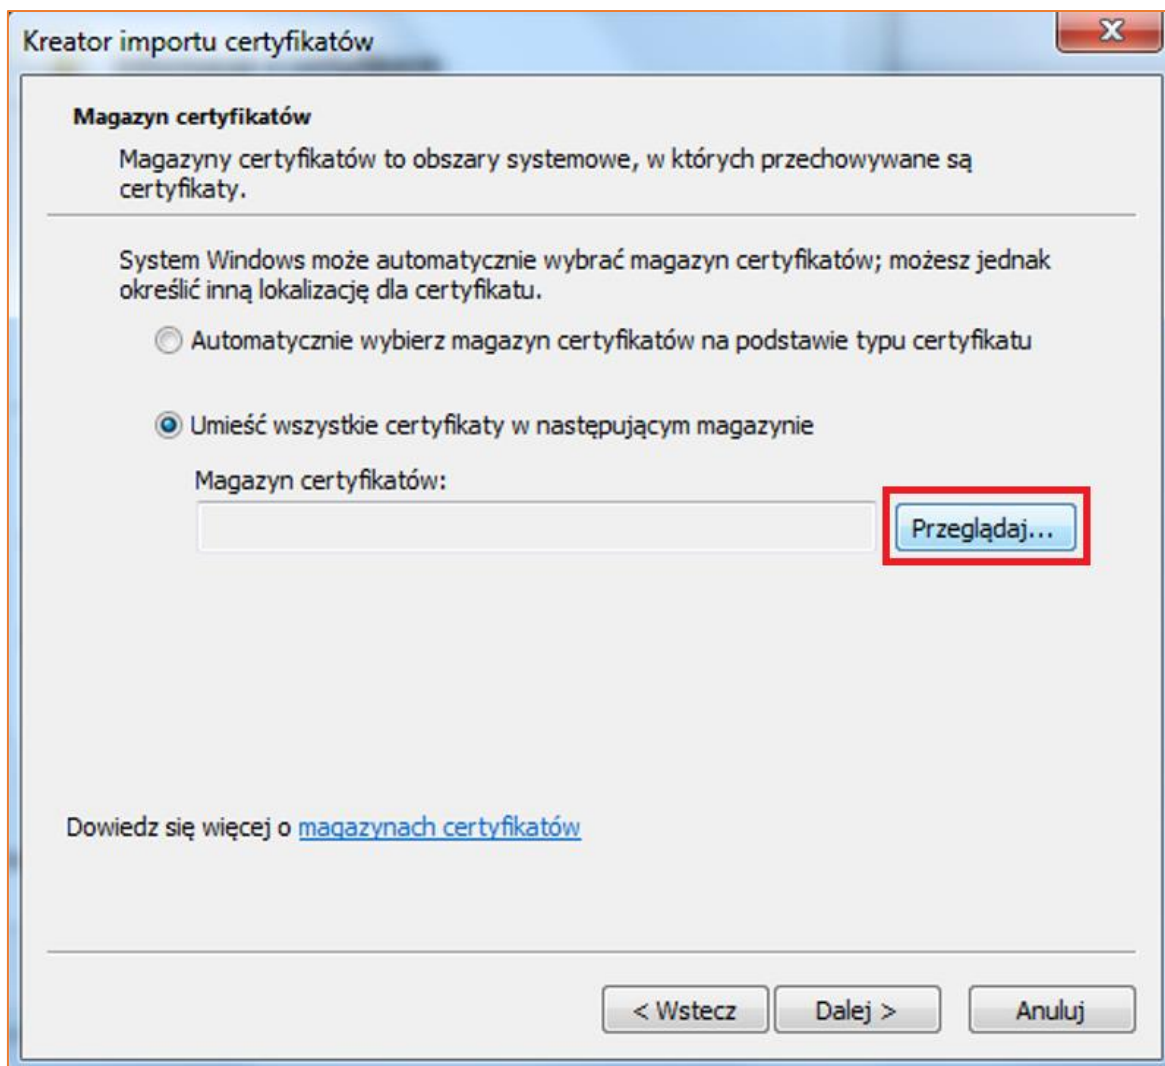 Kreator importu certyfikatów
X
Magazyn certyfikatów
Magazyny certyfikatów to obszary systemowe, w których przechowywane są
certyfikaty.
System Windows może automatycznie wybrać magazyn certyfikatów; możesz jednak
określić inną lokalizację dla certyfikatu.
Automatycznie wybierz magazyn certyfikatów na podstawie typu certyfikatu
Umieść wszystkie certyfikaty w następującym magazynie
Magazyn certyfikatów:
Przeglądaj...
Dowiedz się więcej o magazynach certyfikatów
< Wstecz Dalej > Anuluj